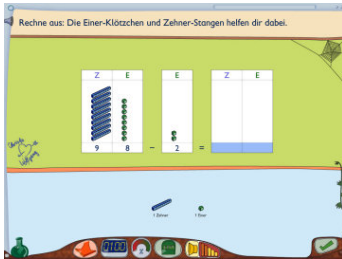 Rechne aus: Die Einer-Klötzchen und Zehner-Stangen helfen dir dabei.
Z E E Z E
9 8 - 2 =
1 Zehner 1 Einer